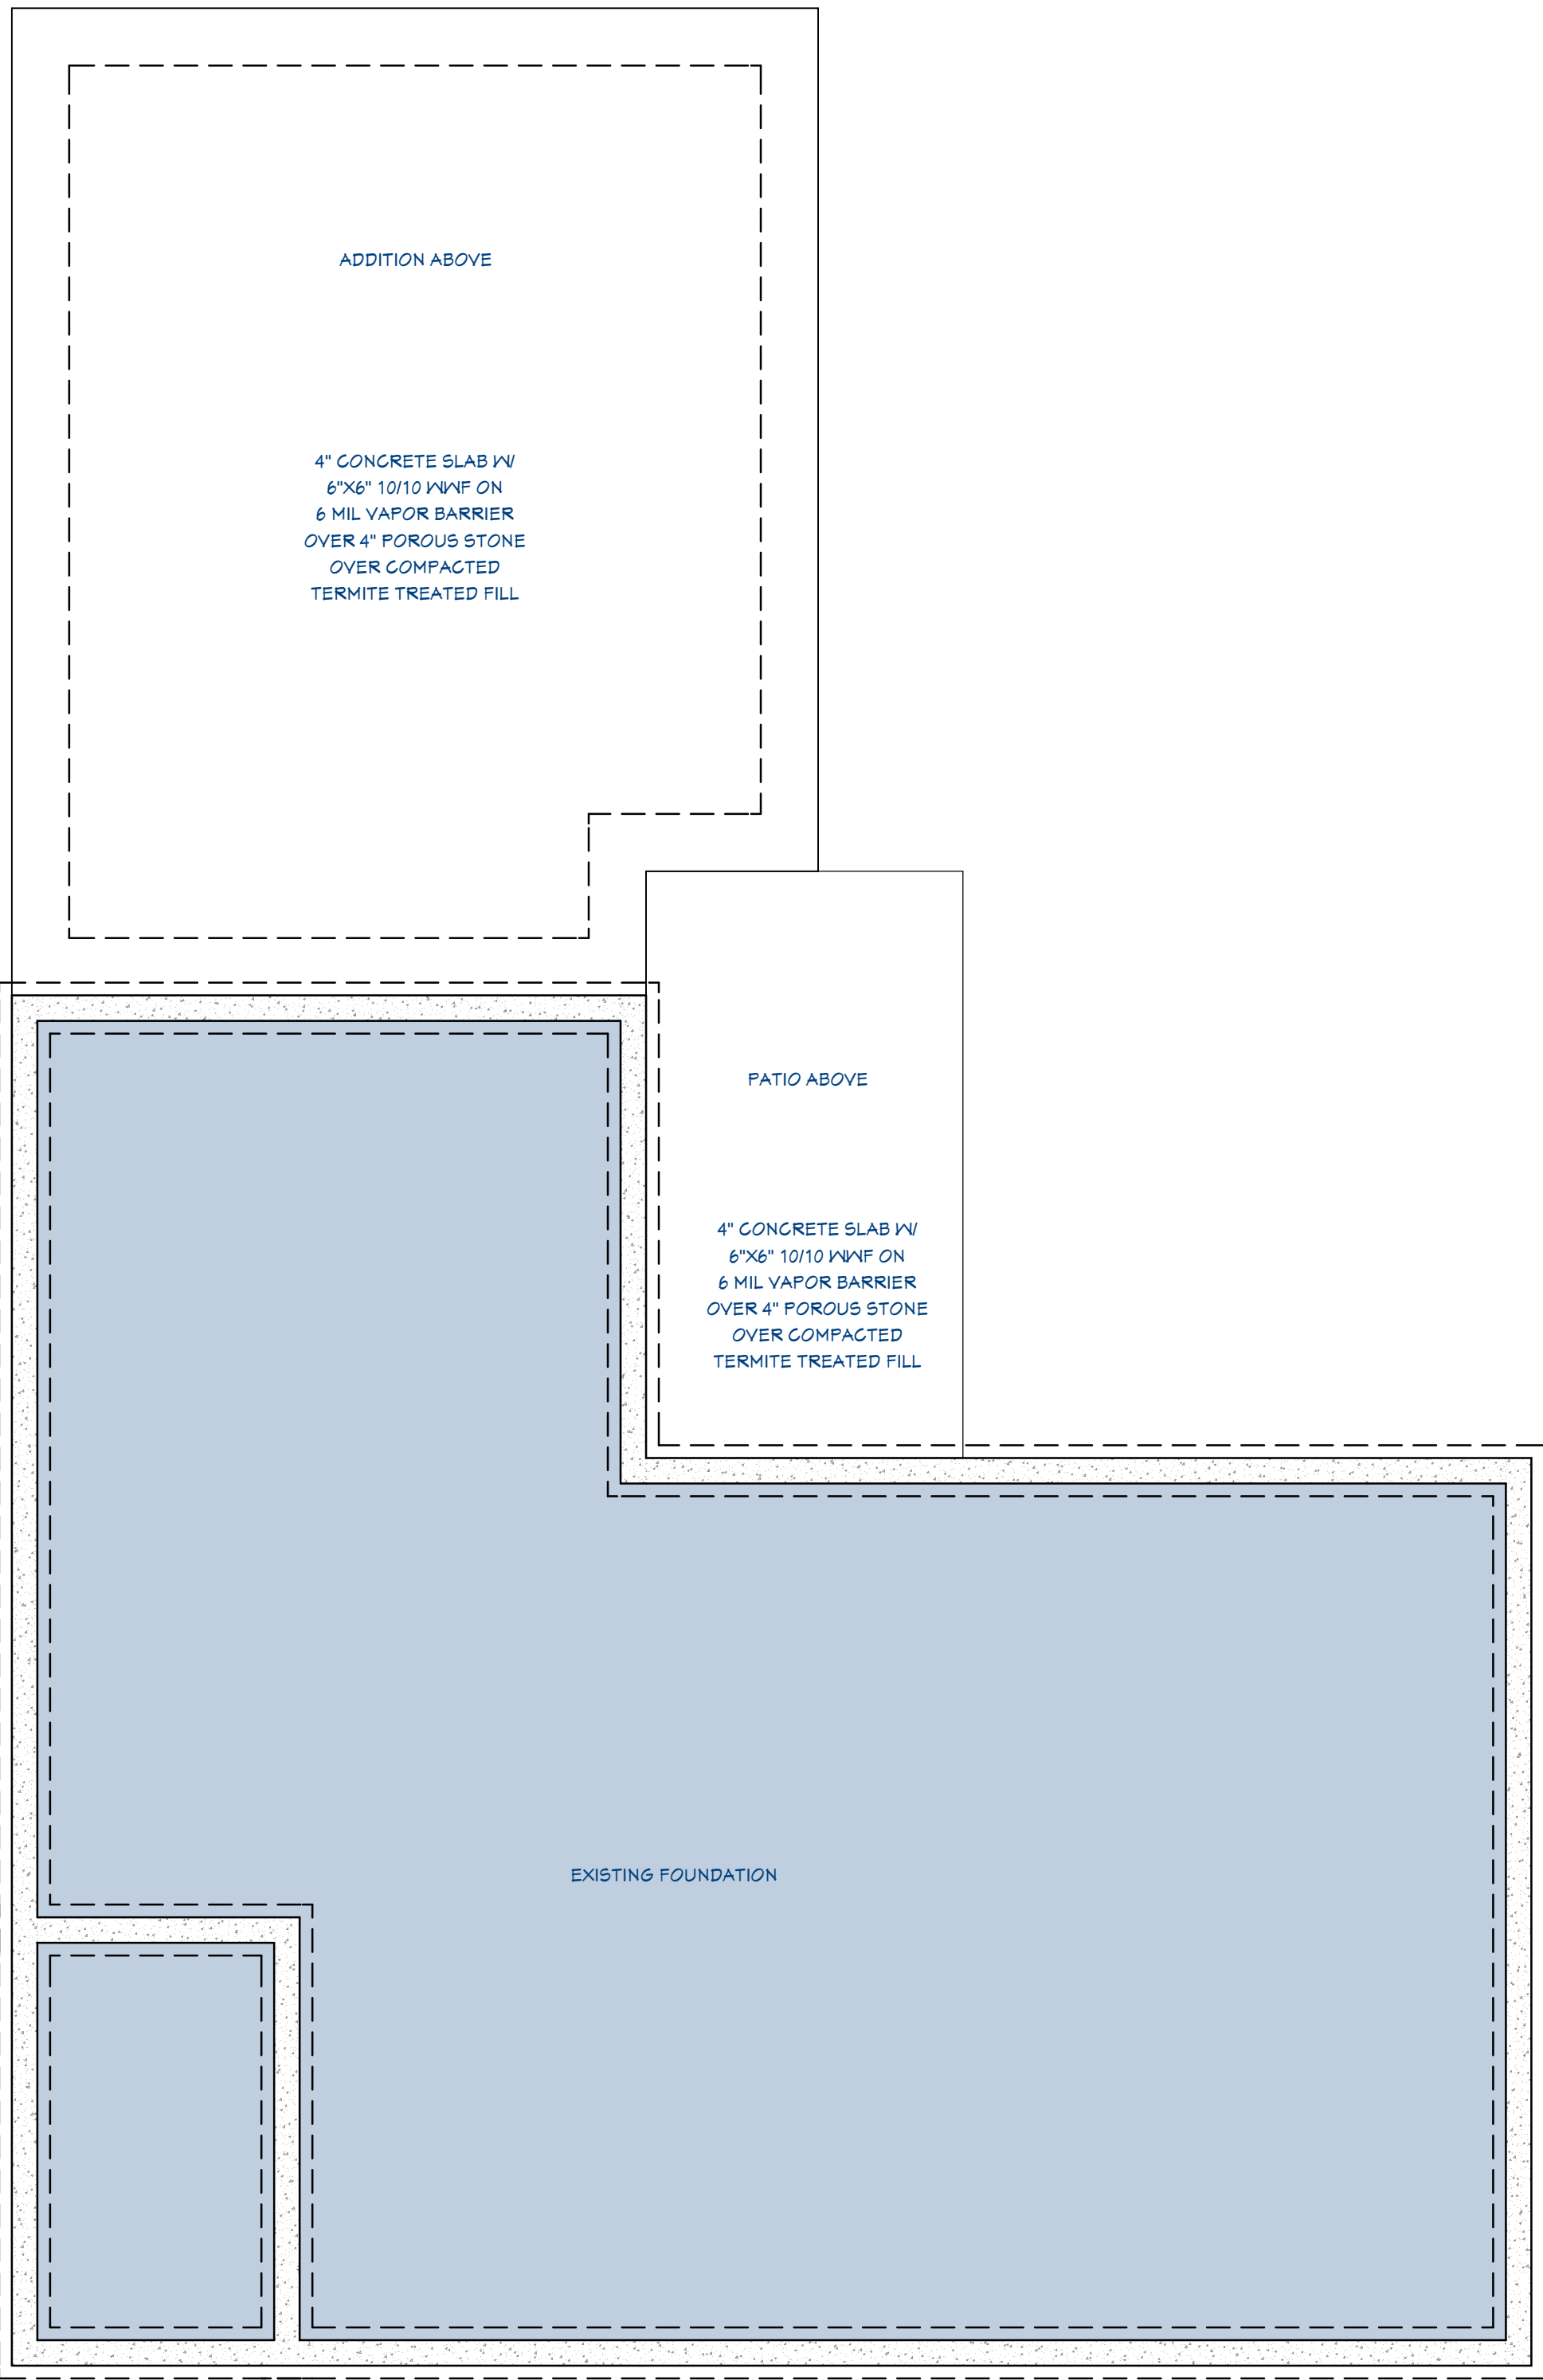 ADDITION ABOVE
4" CONCRETE SLAB W/
6"X6" 10/10 WWF ON
6 MIL VAPOR BARRIER
OVER 4" POROUS STONE
OVER COMPACTED
TERMITE TREATED FILL
PATIO ABOVE
4" CONCRETE SLAB W/
6"X6" 10/10 WWF ON
6 MIL VAPOR BARRIER
OVER 4" POROUS STONE
OVER COMPACTED
TERMITE TREATED FILL
EXISTING FOUNDATION